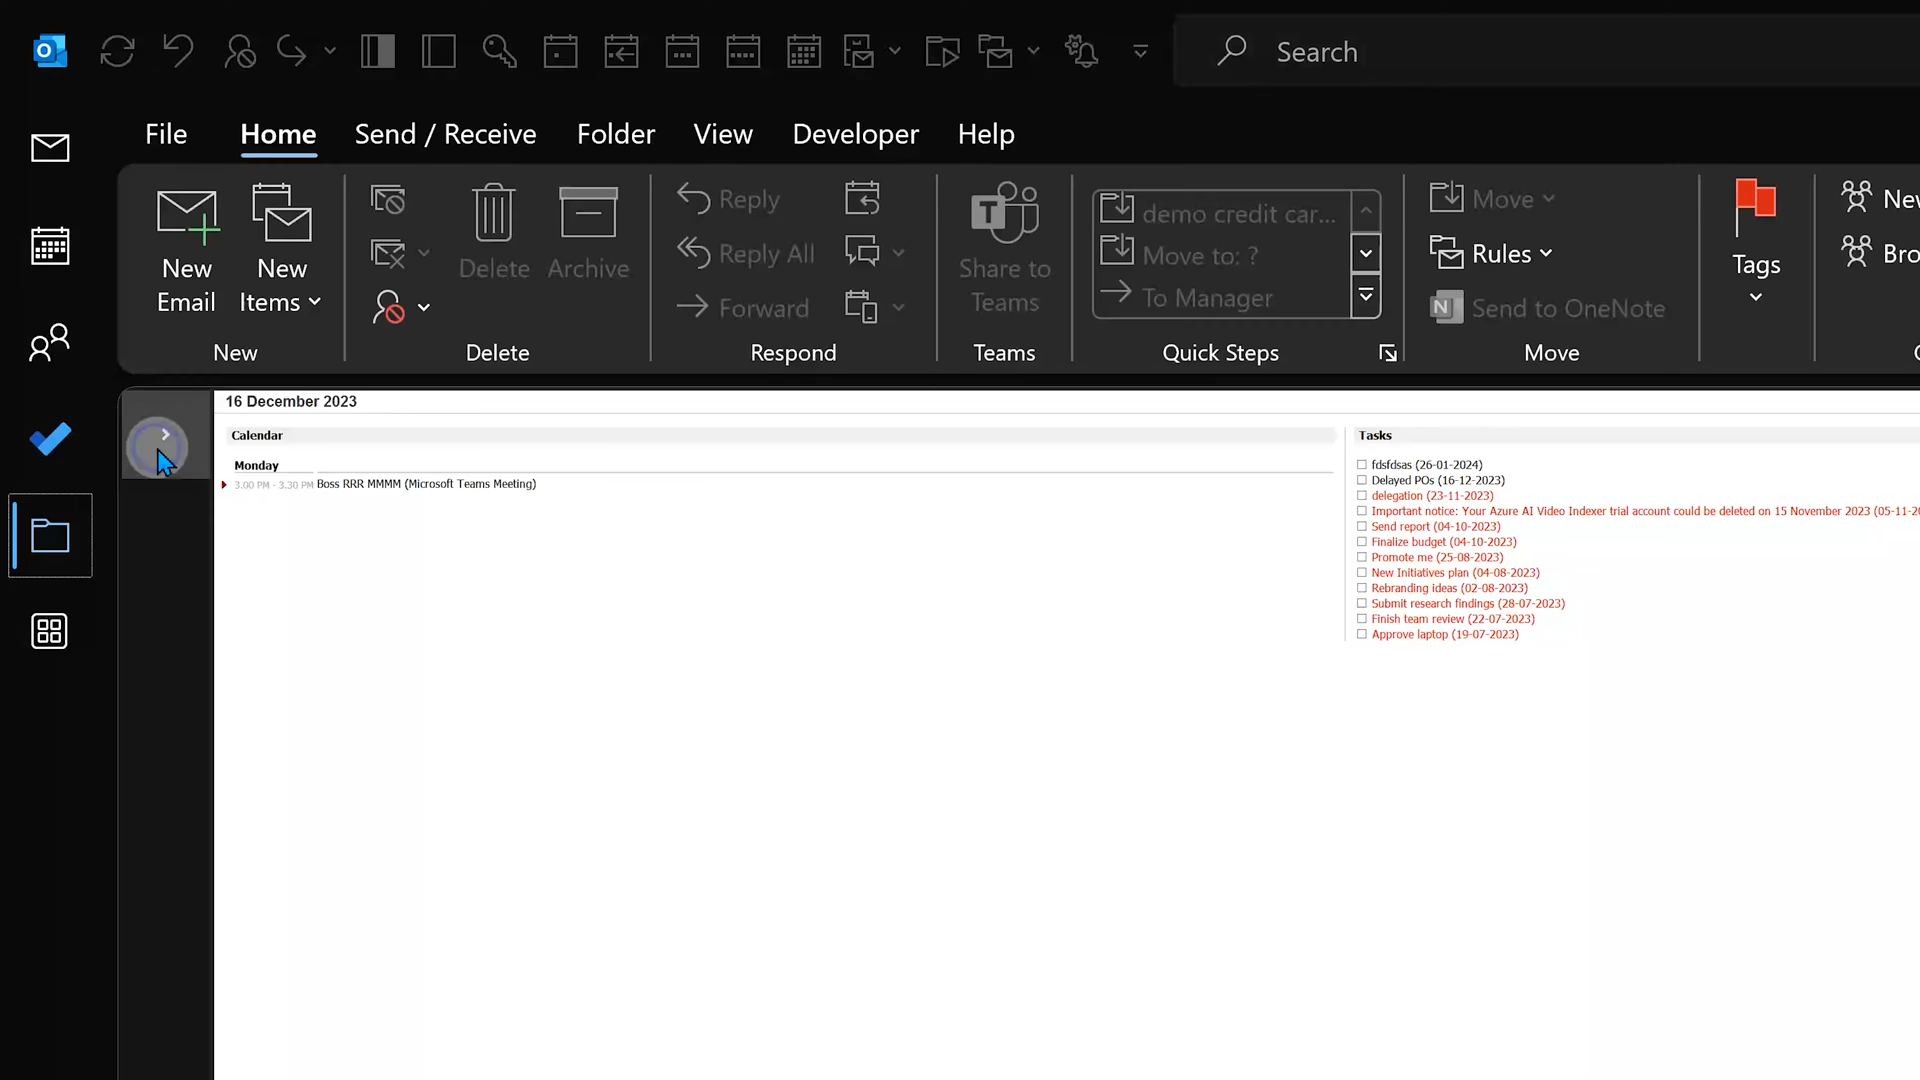 Search
File Home Send / Receive Folder View Developer Help
New Email
New Items
Delete
Archive
Reply
Reply All
Forward
Share to Teams
demo credit car...
Move to: ?
To Manager
Move
Rules
Send to OneNote
Tags
New
Delete
Respond
Teams
Quick Steps
Move
16 December 2023
Calendar
Monday
3.00 PM - 3.30 PM Boss RRR MMMM (Microsoft Teams Meeting)
Tasks
fdsfdsas (26-01-2024)
Delayed POs (16-12-2023)
delegation (23-11-2023)
Important notice: Your Azure AI Video Indexer trial account could be deleted on 15 November 2023 (05-11-20
Send report (04-10-2023)
Finalize budget (04-10-2023)
Promote me (25-08-2023)
New Initiatives plan (04-08-2023)
Rebranding ideas (02-08-2023)
Submit research findings (28-07-2023)
Finish team review (22-07-2023)
Approve laptop (19-07-2023)